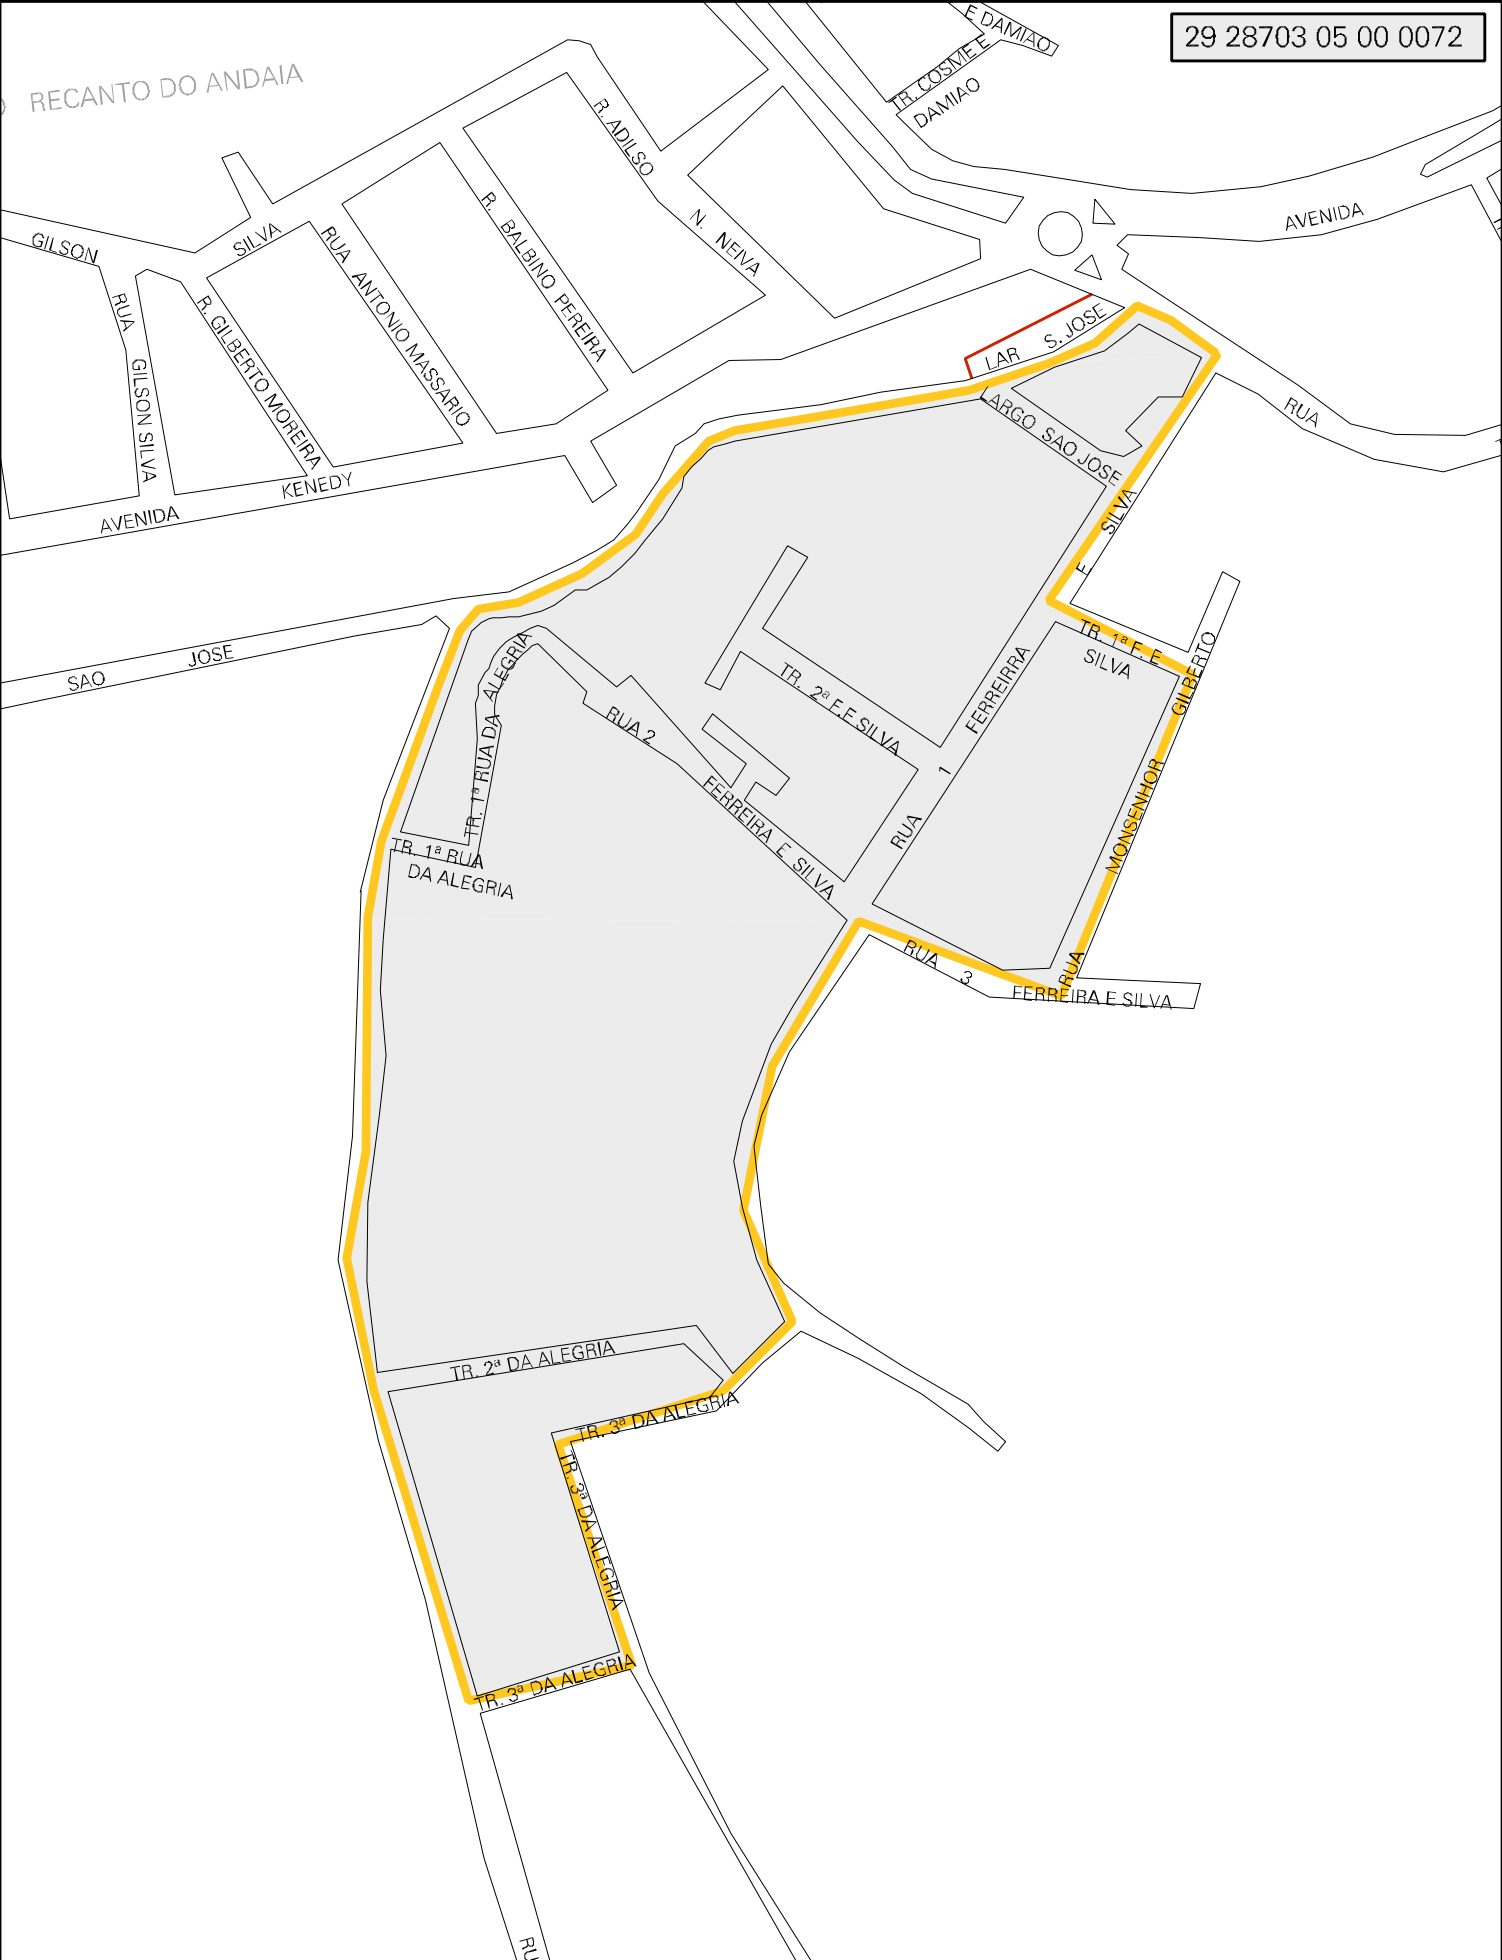 E DAMIAO
29 28703 05 00 0072
TR. COSME E
DAMIAO
RECANTO DO ANDAIA
R. ADILSO
N. NEIVA
AVENIDA
GILSON
SILVA
R. BALBINO PEREIRA
RUA ANTONIO MASSARIO
RUA GILSON SILVA
R. GILBERTO MOREIRA
LAR S. JOSE
LARGO SAO JOSE
RUA
AVENIDA
KENEDY
E SILVA
SAO
JOSE
TR. 1ª F. E
SILVA
GILBERTO
MONSENHOR
RUA
TR. 1ª RUA DA ALEGRIA
RUA 2
FERREIRA E SILVA
TR. 2ª F.F SILVA
RUA 1 FERREIRRA
TR. 1ª RUA
DA ALEGRIA
RUA 3
FERREIRA E SILVA
TR. 2ª DA ALEGRIA
TR. 3ª DA ALEGRIA
TR. 3ª DA ALEGRIA
TR. 3ª DA ALEGRIA